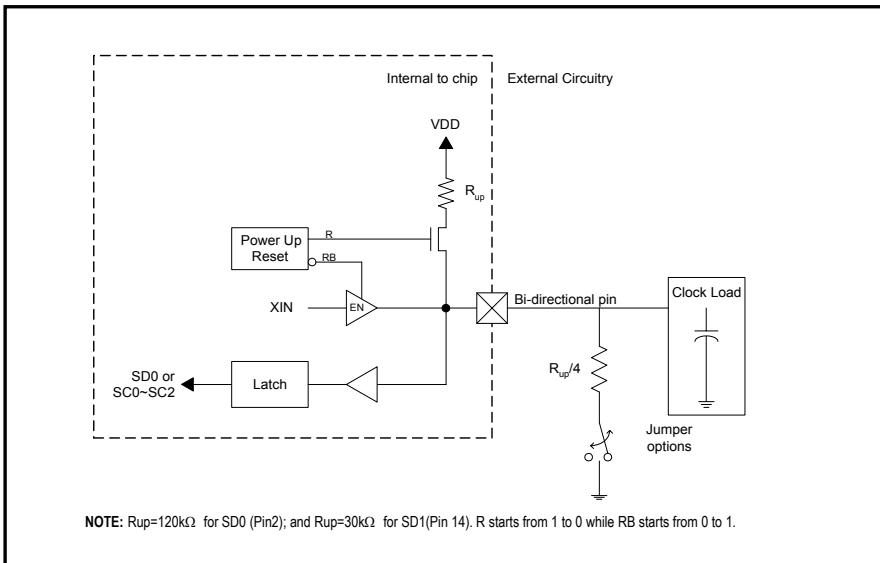 Internal to chip
External Circuitry
VDD
Rup
Power Up
Reset
R
RB
XIN
EN
Bi-directional pin
Clock Load
SD0 or
SC0~SC2
Latch
Rup/4
Jumper
options
NOTE: Rup=120kΩ for SD0 (Pin2); and Rup=30kΩ for SD1(Pin 14). R starts from 1 to 0 while RB starts from 0 to 1.